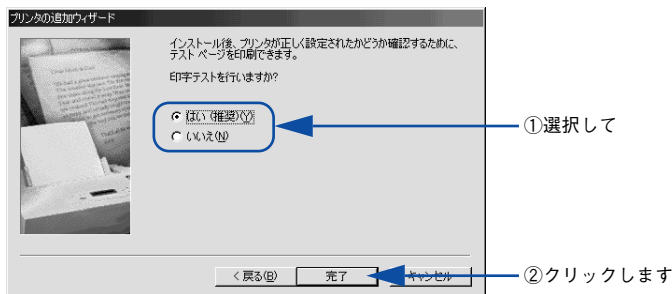 プリンタの追加ウィザード
インストール後、プリンタが正しく設定されたかどうか確認するために、
テスト ページを印刷できます。
印字テストを行いますか?
はい (推奨)(Y)
いいえ(N)
①選択して
< 戻る(B)
完了
キャンセル
②クリックします